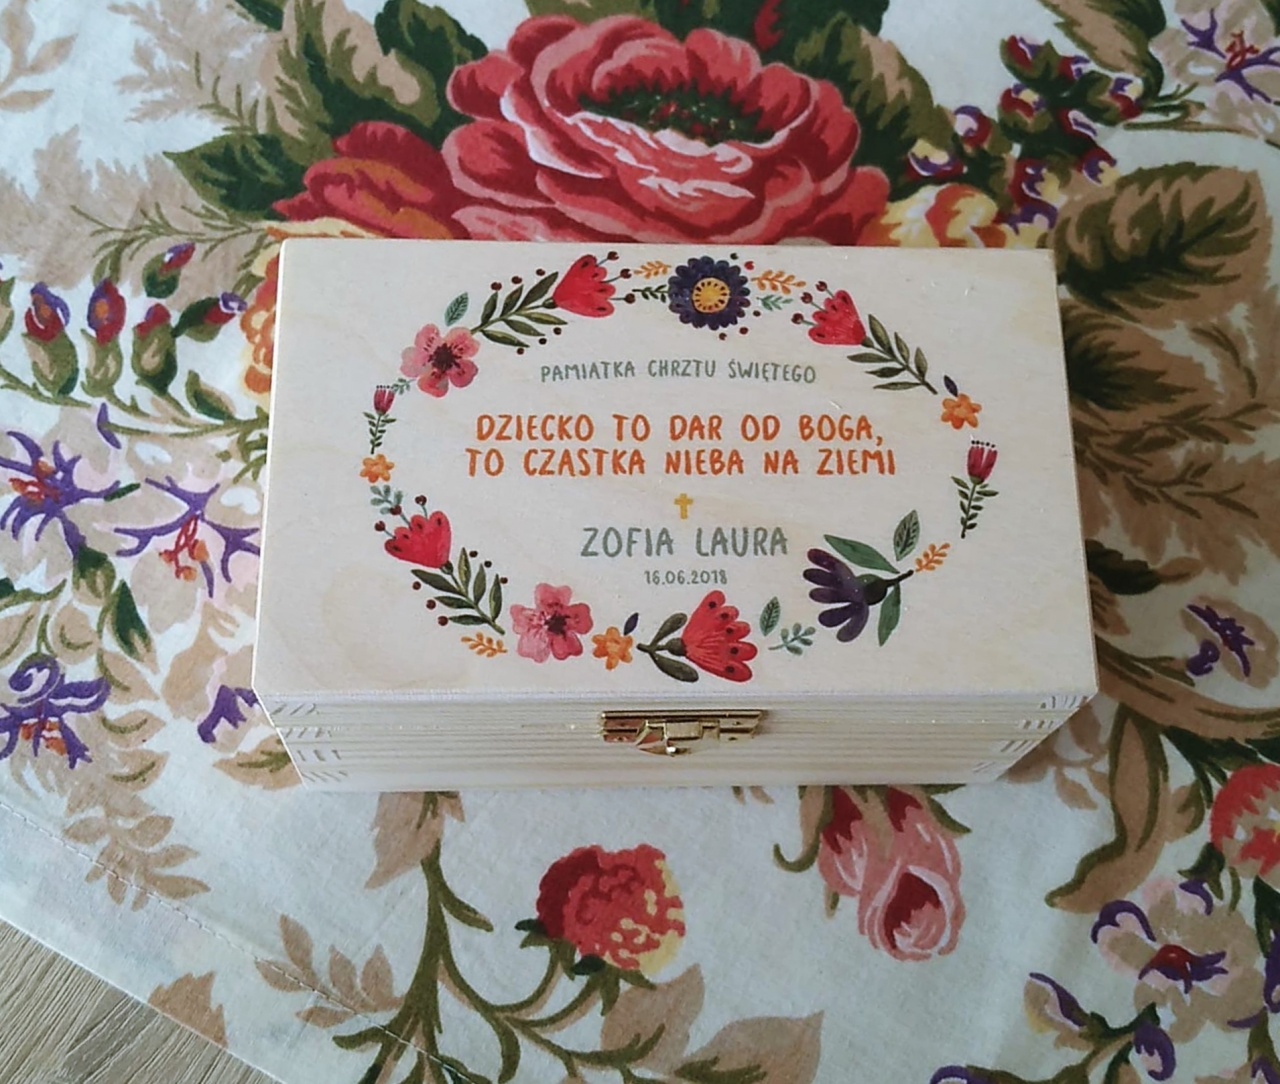 PAMIATKA CHRZTU ŚWIĘTEGO
DZIECKO TO DAR OD BOGA,
TO CZASTKA NIEBA NA ZIEMI
ZOFIA LAURA
16.06.2018